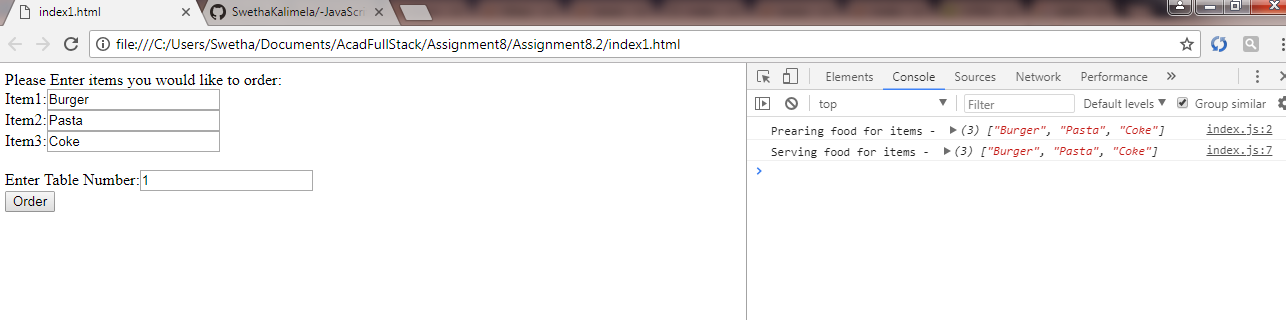 index1.html
SwethaKalimela/-JavaScri
file:///C:/Users/Swetha/Documents/AcadFullStack/Assignment8/Assignment8.2/index1.html
Please Enter items you would like to order:
Item1: Burger
Item2: Pasta
Item3: Coke
Enter Table Number: 1
Order
Elements Console Sources Network Performance »
top Filter Default levels Group similar
Prearing food for items - (3) ["Burger", "Pasta", "Coke"] index.js:2
Serving food for items - (3) ["Burger", "Pasta", "Coke"] index.js:7